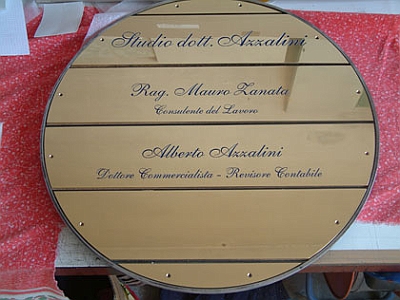 Studio dott. Azzalini
Rag. Mauro Zanata
Consulente del Lavoro
Alberto Azzalini
Dottore Commercialista - Revisore Contabile